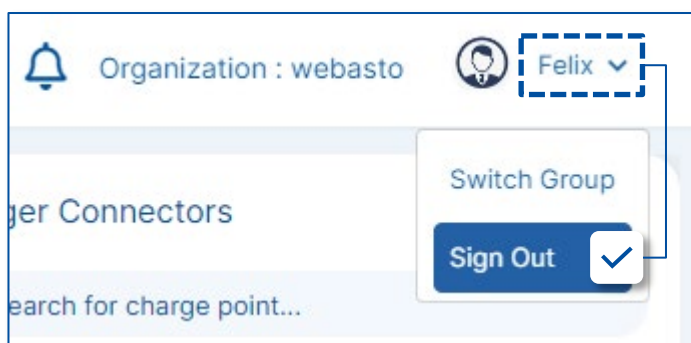 Organization : webasto
Felix
Switch Group
ger Connectors
Sign Out
earch for charge point...